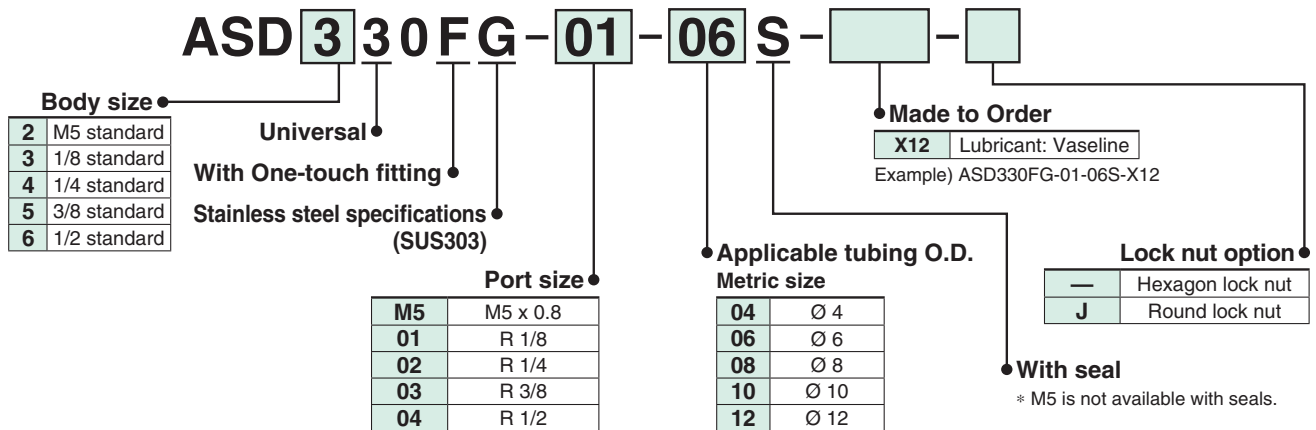 ASD 3 3 0 F G – 01 – 06 S –  –
Body size
2 M5 standard
3 1/8 standard
4 1/4 standard
5 3/8 standard
6 1/2 standard
Universal
With One-touch fitting
Stainless steel specifications
(SUS303)
Port size
M5 M5 x 0.8
01 R 1/8
02 R 1/4
03 R 3/8
04 R 1/2
Applicable tubing O.D.
Metric size
04 Ø 4
06 Ø 6
08 Ø 8
10 Ø 10
12 Ø 12
Made to Order
X12 Lubricant: Vaseline
Example) ASD330FG-01-06S-X12
With seal
* M5 is not available with seals.
Lock nut option
— Hexagon lock nut
J Round lock nut